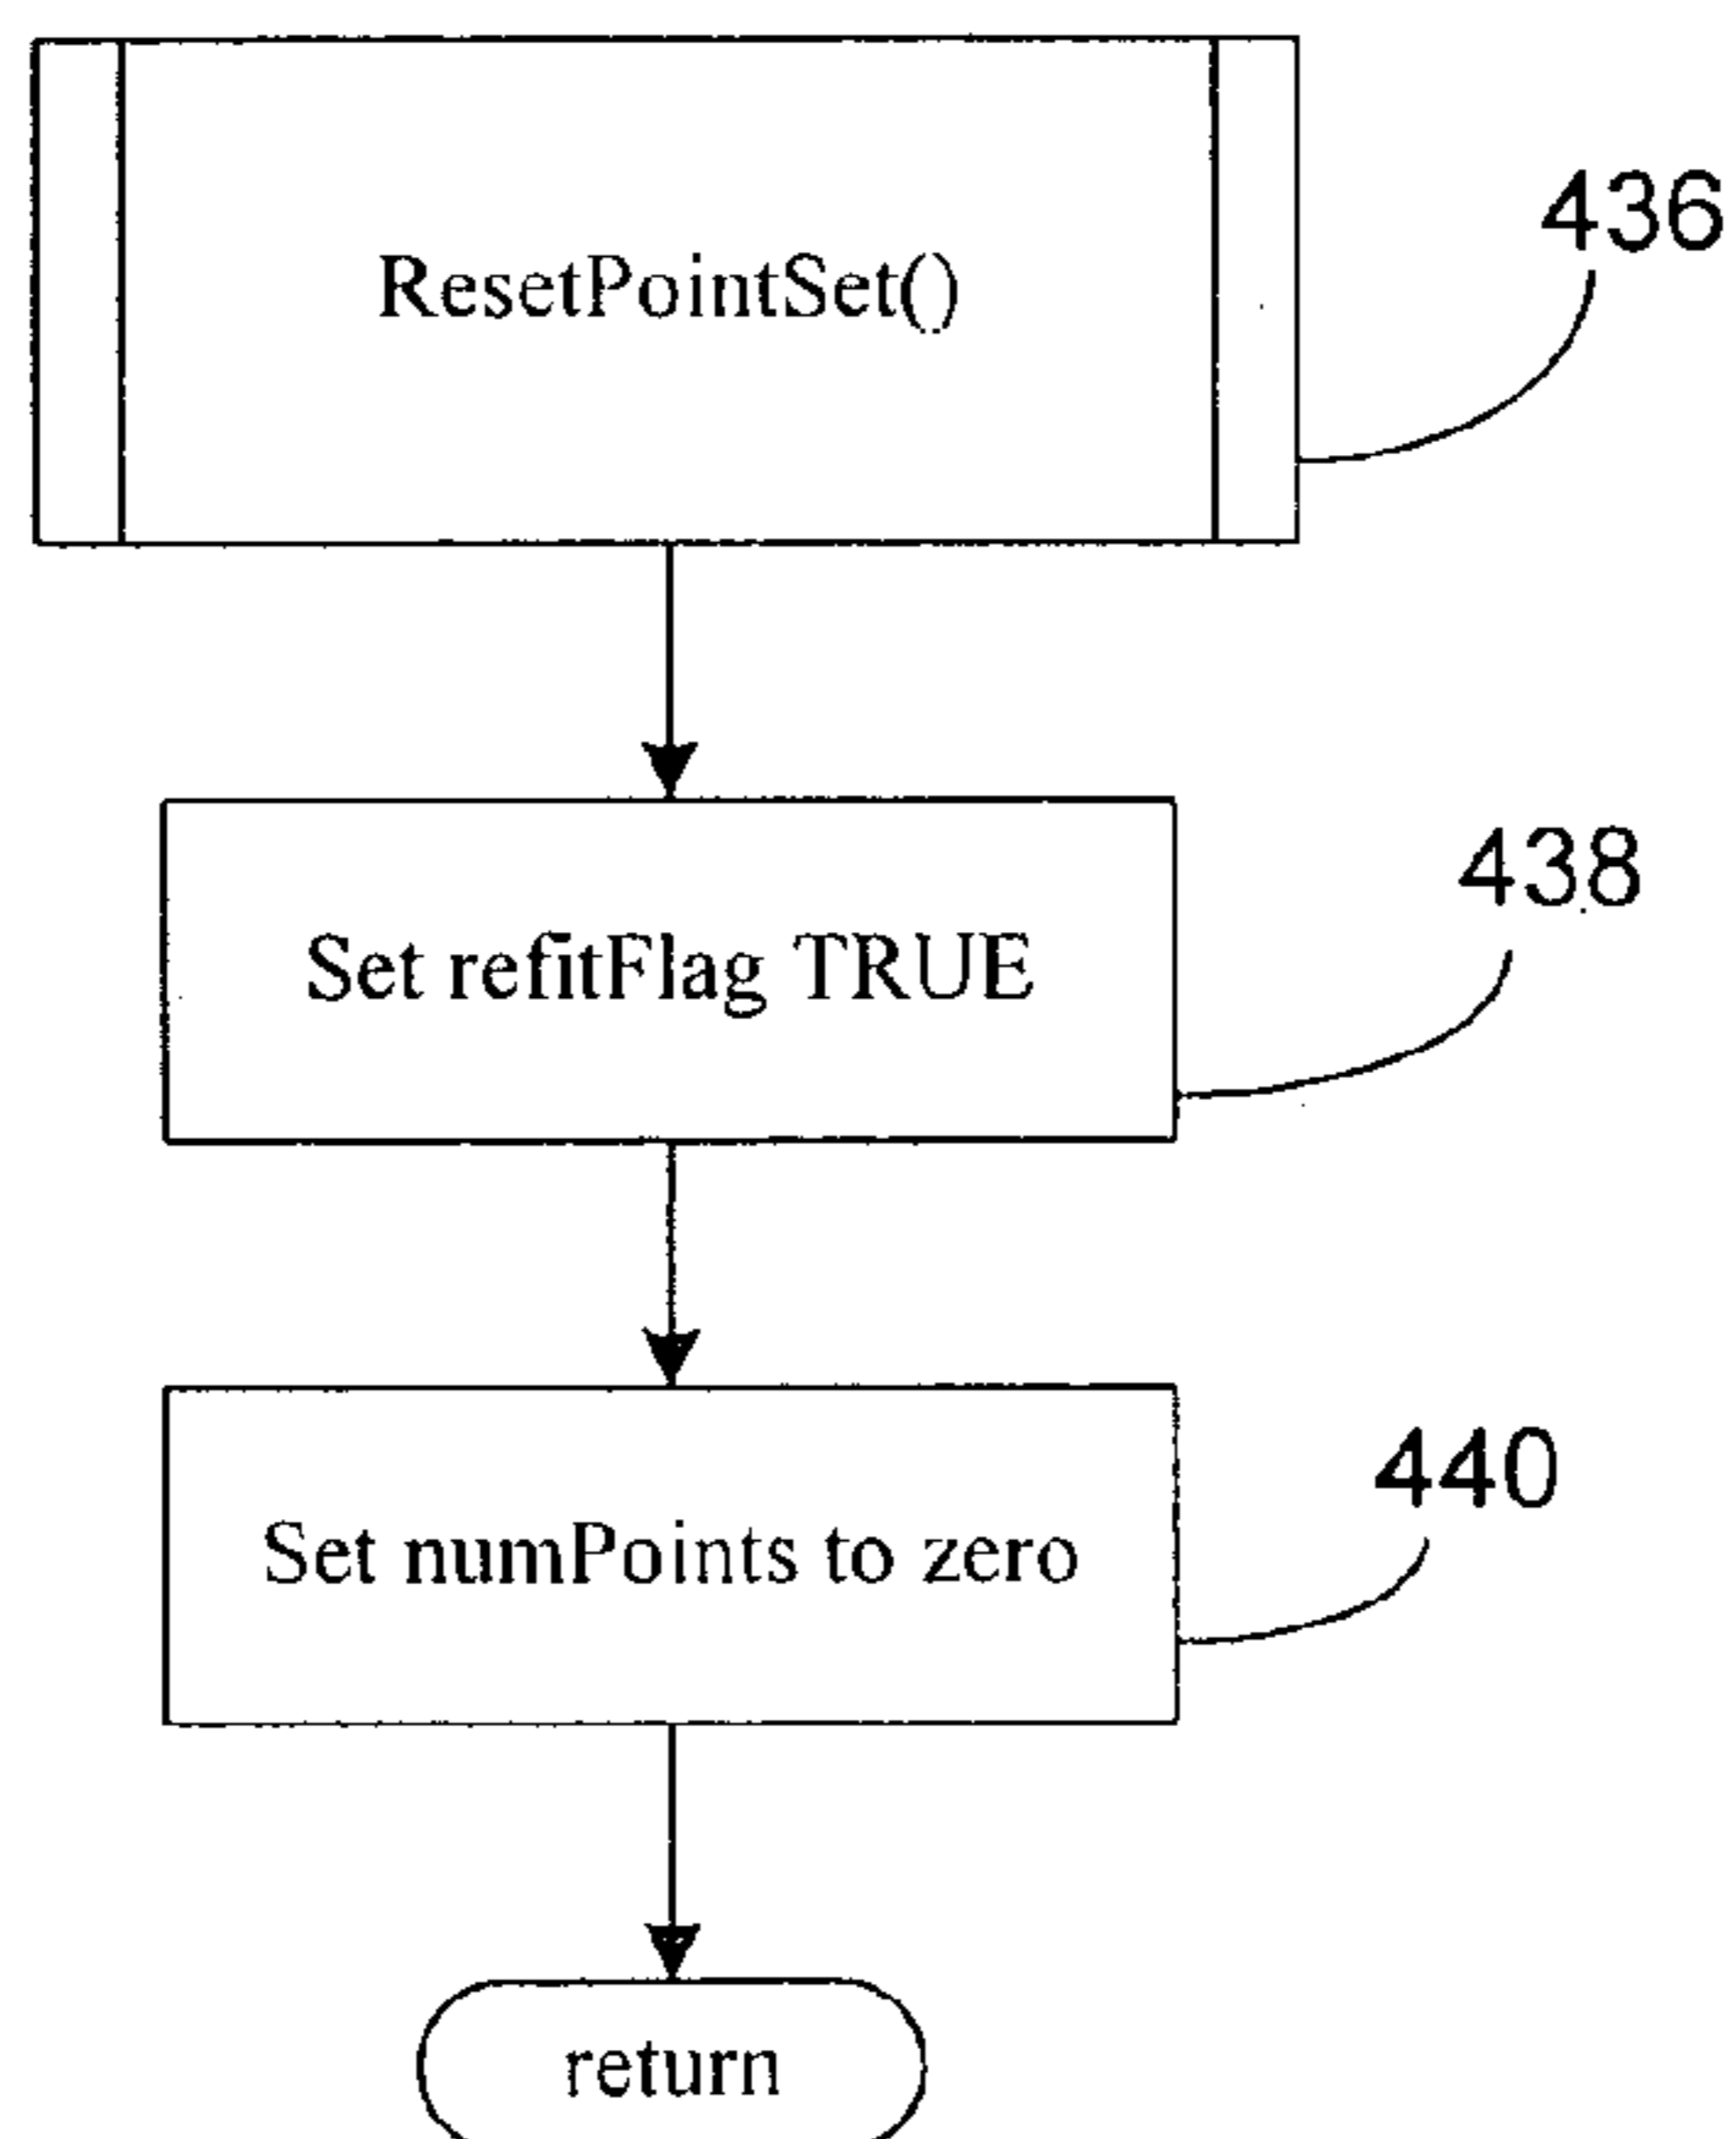 ResetPointSet()
436
Set refitFlag TRUE
438
Set numPoints to zero
440
return